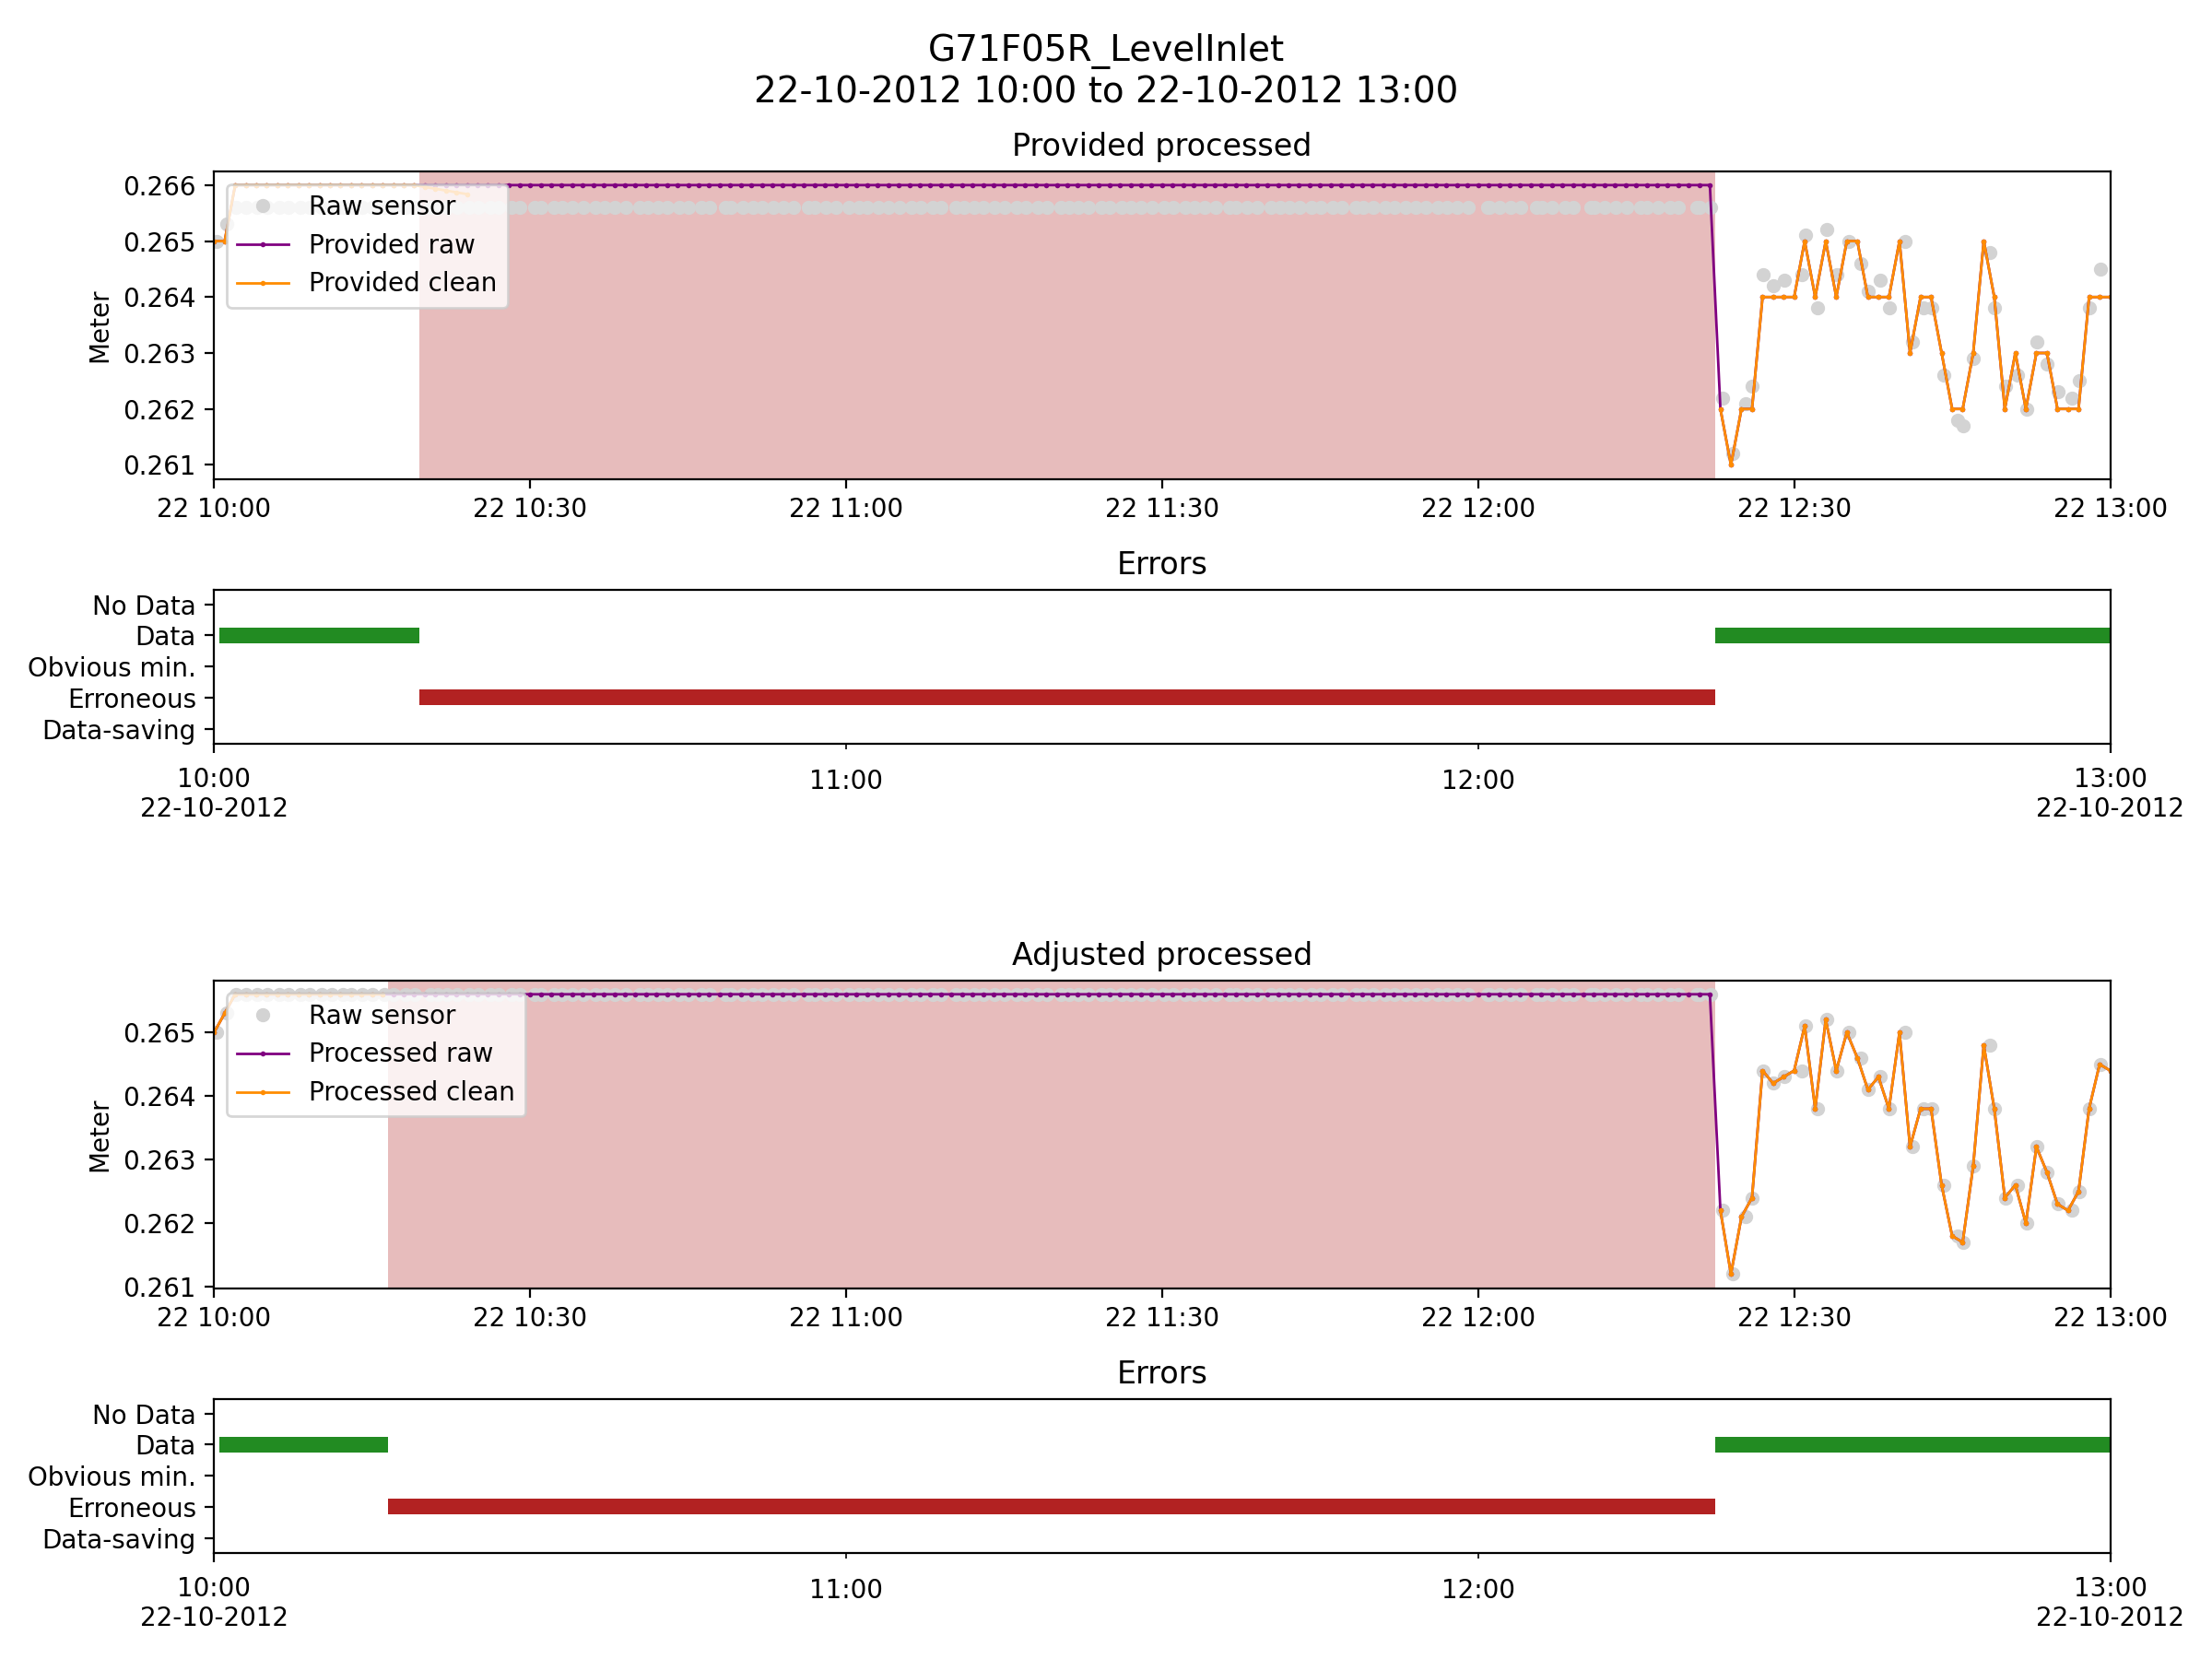 G71F05R_LevelInlet
22-10-2012 10:00 to 22-10-2012 13:00
Provided processed
Meter
0.266
0.265
0.264
0.263
0.262
0.261
Raw sensor
Provided raw
Provided clean
22 10:00 22 10:30 22 11:00 22 11:30 22 12:00 22 12:30 22 13:00
Errors
No Data
Data
Obvious min.
Erroneous
Data-saving
10:00 11:00 12:00 13:00
22-10-2012 22-10-2012
Adjusted processed
Meter
0.265
0.264
0.263
0.262
0.261
Raw sensor
Processed raw
Processed clean
22 10:00 22 10:30 22 11:00 22 11:30 22 12:00 22 12:30 22 13:00
Errors
No Data
Data
Obvious min.
Erroneous
Data-saving
10:00 11:00 12:00 13:00
22-10-2012 22-10-2012